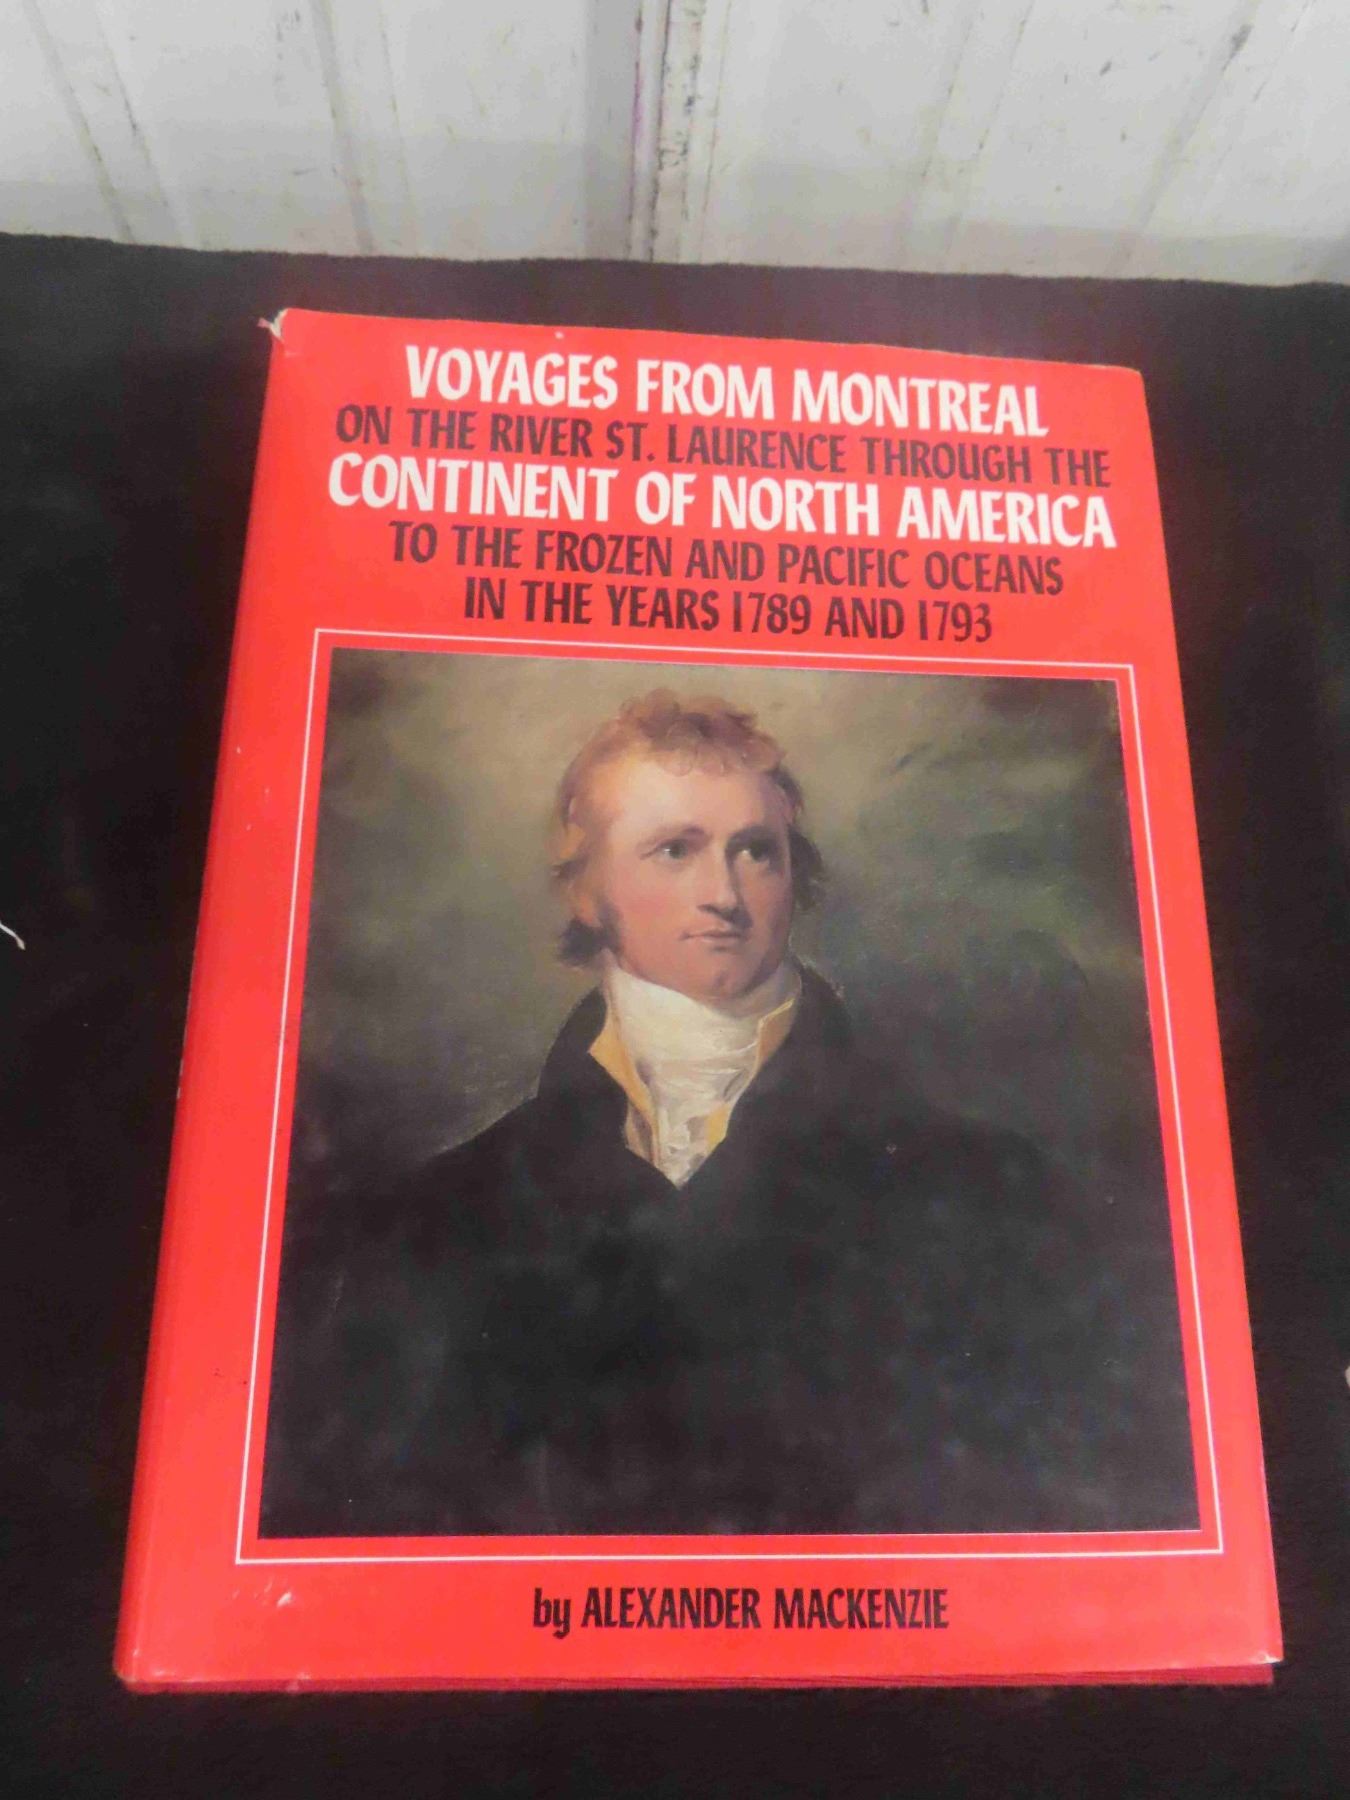 VOYAGES FROM MONTREAL
ON THE RIVER ST. LAURENCE THROUGH THE
CONTINENT OF NORTH AMERICA
TO THE FROZEN AND PACIFIC OCEANS
IN THE YEARS 1789 AND 1793
by ALEXANDER MACKENZIE